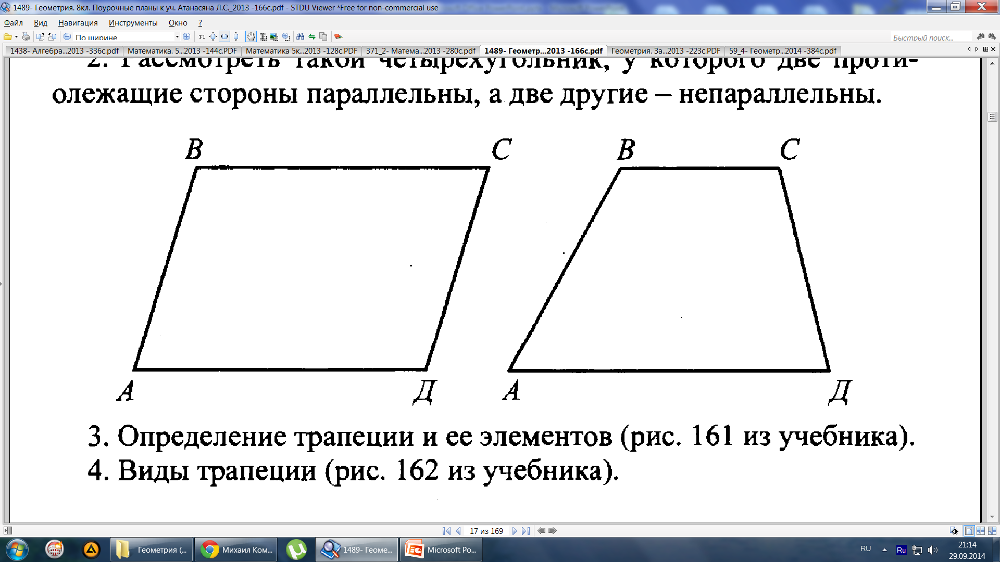 1489- Геометрия. 8кл. Поурочные планы к уч. Атанасяна Л.С._2013 -166с.pdf - STDU Viewer *Free for non-commercial use
Файл Вид Навигация Инструменты Окно ?
По ширине 1:1 Быстрый поиск...
1438- Алгебра...2013 -336с.pdf Математика. 5...2013 -144с.PDF Математика 5к...2013 -128с.PDF 371_2- Матема...2013 -280с.pdf 1489- Геометр...2013 -166с.pdf Геометрия. За...2013 -223с.PDF 59_4- Геометр...2014 -384с.pdf
2. Рассмотреть такой четырехугольник, у которого две проти-
олежащие стороны параллельны, а две другие – непараллельны.
B C B C
A Д A Д
3. Определение трапеции и ее элементов (рис. 161 из учебника).
4. Виды трапеции (рис. 162 из учебника).
17 из 169
Геометрия (... Михаил Ком... 1489- Геоме... Microsoft Po... RU Ru 21:14
29.09.2014